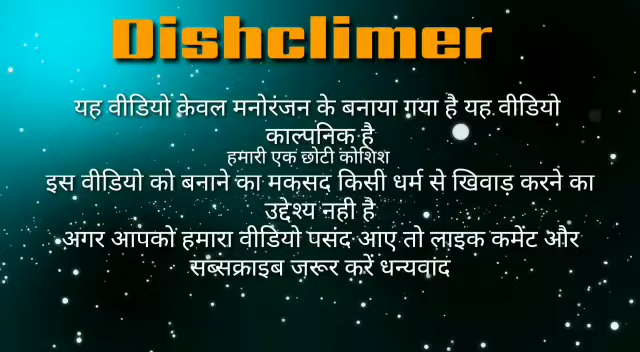 Dishclimer
यह वीडियो केवल मनोरंजन के बनाया गया है यह वीडियो
काल्पनिक है
हमारी एक छोटी कोशिश
इस वीडियो को बनाने का मकसद किसी धर्म से खिवाड़ करने का
उद्देश्य नही है
अगर आपको हमारा वीडियो पसंद आए तो लाइक कमेंट और
सब्सक्राइब जरूर करें धन्यवाद